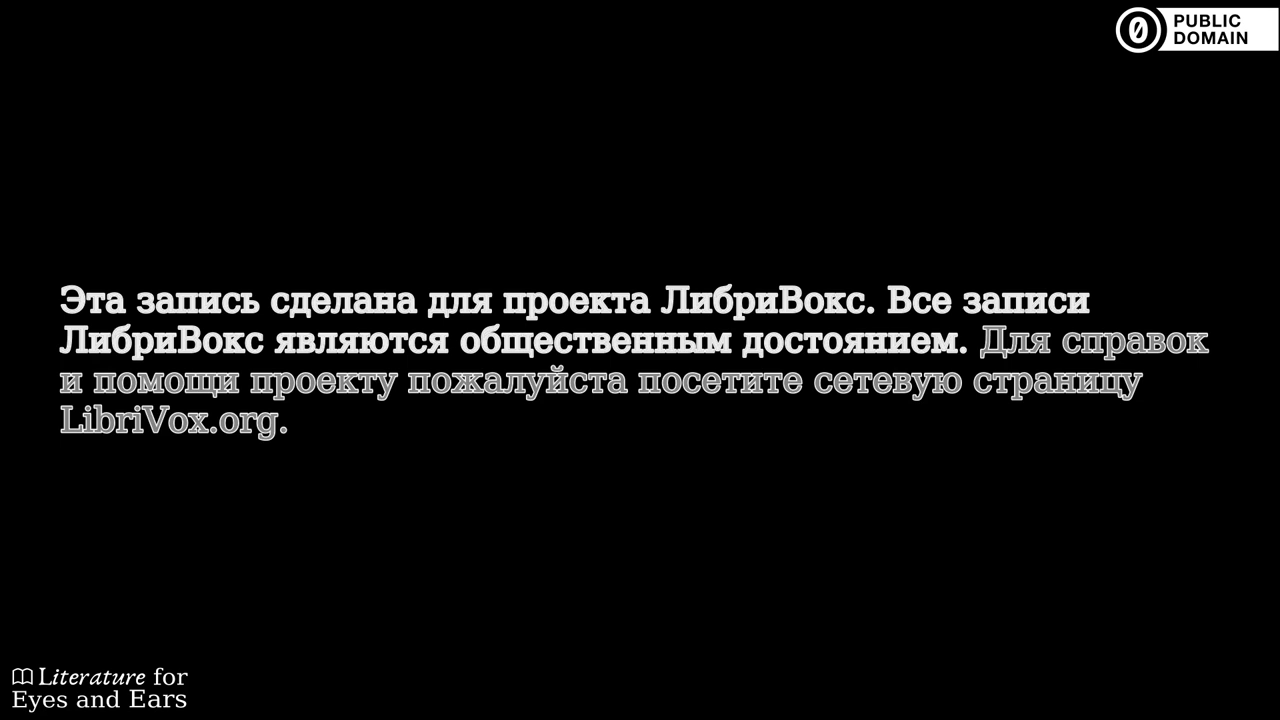 PUBLIC
DOMAIN
Эта запись сделана для проекта ЛибриВокс. Все записи
ЛибриВокс являются общественным достоянием. Для справок
и помощи проекту пожалуйста посетите сетевую страницу
LibriVox.org.
Literature for
Eyes and Ears